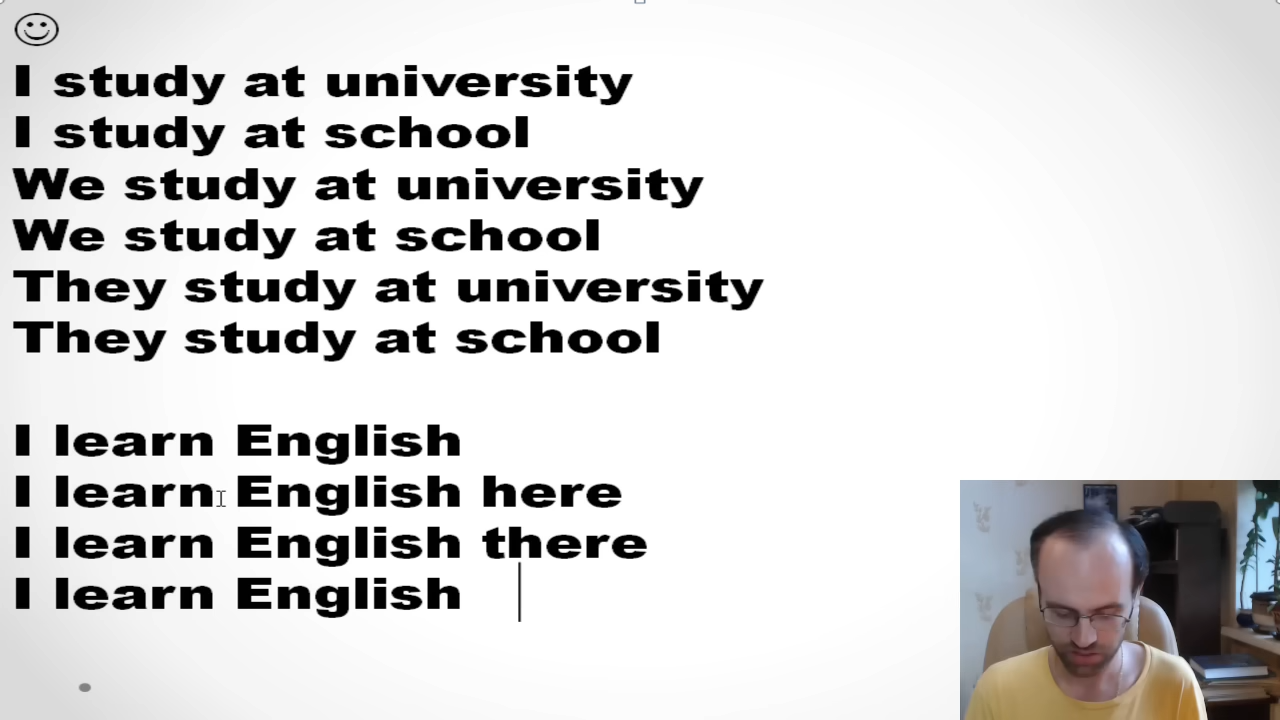 I study at university
I study at school
We study at university
We study at school
They study at university
They study at school
I learn English
I learn English here
I learn English there
I learn English